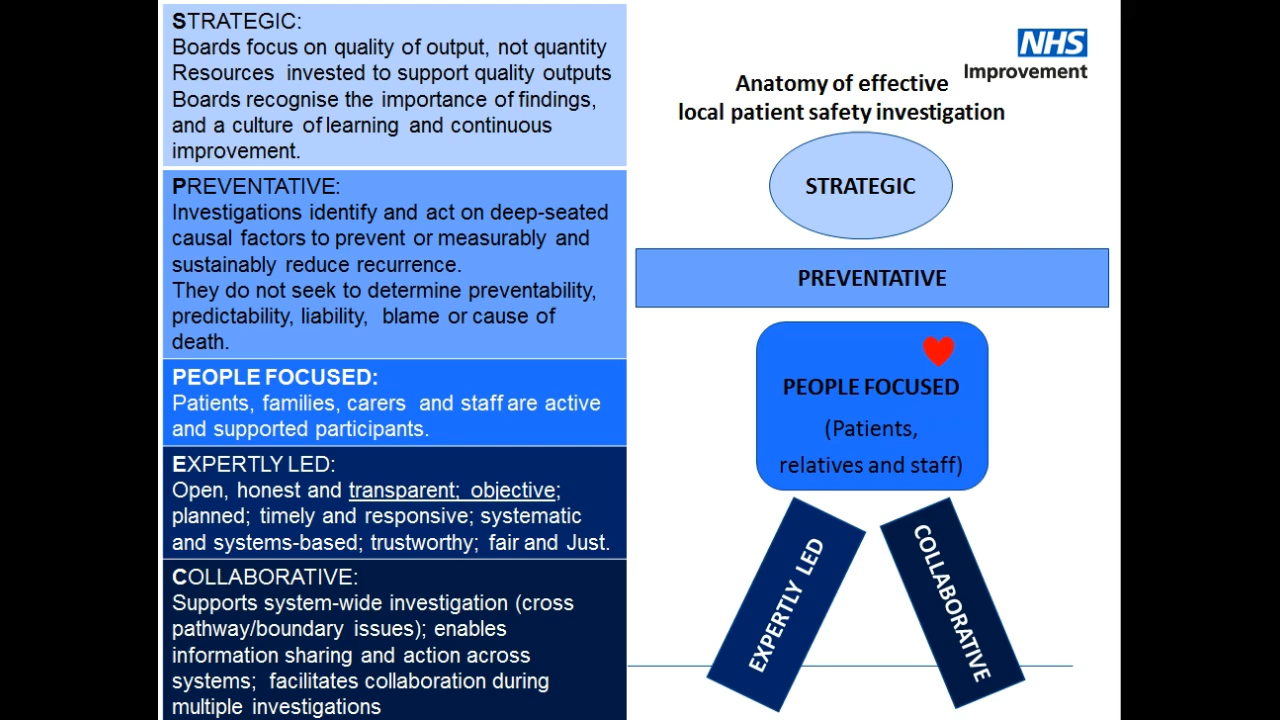 STRATEGIC:
Boards focus on quality of output, not quantity
Resources invested to support quality outputs
Boards recognise the importance of findings,
and a culture of learning and continuous
improvement.
PREVENTATIVE:
Investigations identify and act on deep-seated
causal factors to prevent or measurably and
sustainably reduce recurrence.
They do not seek to determine preventability,
predictability, liability, blame or cause of
death.
PEOPLE FOCUSED:
Patients, families, carers and staff are active
and supported participants.
EXPERTLY LED:
Open, honest and transparent; objective;
planned; timely and responsive; systematic
and systems-based; trustworthy; fair and Just.
COLLABORATIVE:
Supports system-wide investigation (cross
pathway/boundary issues); enables
information sharing and action across
systems; facilitates collaboration during
multiple investigations
NHS
Improvement
Anatomy of effective
local patient safety investigation
STRATEGIC
PREVENTATIVE
PEOPLE FOCUSED
(Patients,
relatives and staff)
EXPERTLY LED
COLLABORATIVE